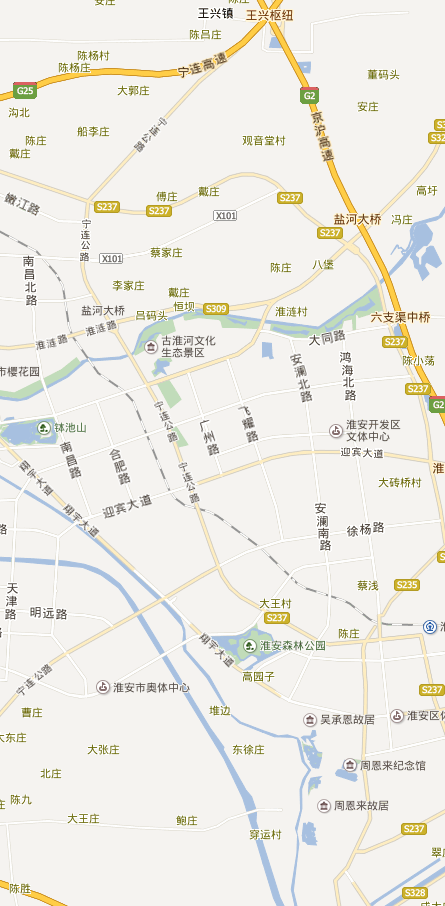 安庄
王兴镇
王兴枢纽
陈吕庄
陈杨村
宁连高速
陈杨庄
董码头
G25
大郭庄
G2
安庄
沟北
船李庄
宁连公路
京沪高速
陈庄
观音堂村
戴庄
戴庄
高圩
傅庄
S237
嫩江路
S237
S237
X101
盐河大桥
冯庄
宁连公路
S237
蔡家庄
X101
陈庄
八堡
南昌北路
李家庄
戴庄
恒坝
盐河大桥
吕码头
S309
淮涟村
六支渠中桥
淮涟路
淮涟路
大同路
古淮河文化
生态景区
S237
安澜北路
鸿海北路
陈小荡
市樱花园
S237
G2
宁连公路
广州路
飞耀路
钵池山
淮安开发区
文体中心
南昌路
合肥路
迎宾大道
翔宇大道
宁连公路
大砖桥村
迎宾大道
翔宇大道
安澜南路
徐杨路
天津路
蔡浅
S235
大王村
明远路
S237
翔宇大道
陈庄
淮安森林公园
高园子
宁连公路
淮安市奥体中心
S237
曹庄
堆边
吴承恩故居
淮安区体
大东庄
大张庄
东徐庄
周恩来纪念馆
北庄
陈九
周恩来故居
大王庄
鲍庄
S237
穿运村
陈胜
S328